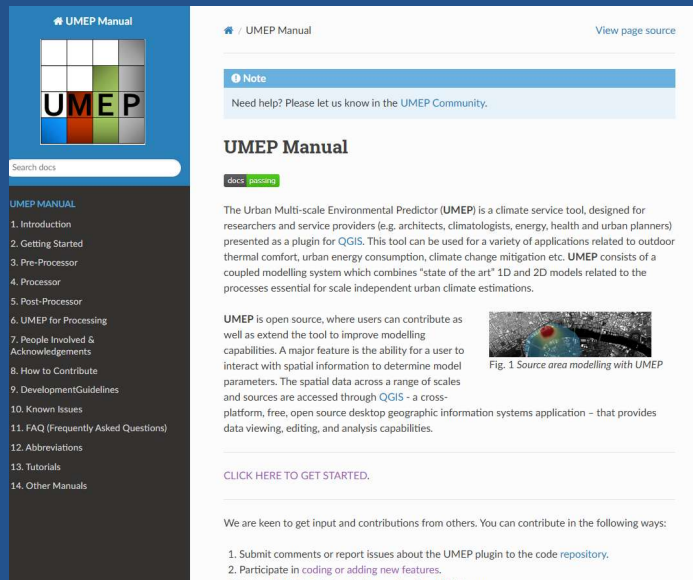 UMEP Manual
UMEP
Search docs
UMEP MANUAL
1. Introduction
2. Getting Started
3. Pre-Processor
4. Processor
5. Post-Processor
6. UMEP for Processing
7. People Involved &
Acknowledgements
8. How to Contribute
9. DevelopmentGuidelines
10. Known Issues
11. FAQ (Frequently Asked Questions)
12. Abbreviations
13. Tutorials
14. Other Manuals
/ UMEP Manual
View page source
Note
Need help? Please let us know in the UMEP Community.
UMEP Manual
docs passing
The Urban Multi-scale Environmental Predictor (UMEP) is a climate service tool, designed for
researchers and service providers (e.g. architects, climatologists, energy, health and urban planners)
presented as a plugin for QGIS. This tool can be used for a variety of applications related to outdoor
thermal comfort, urban energy consumption, climate change mitigation etc. UMEP consists of a
coupled modelling system which combines “state of the art” 1D and 2D models related to the
processes essential for scale independent urban climate estimations.
UMEP is open source, where users can contribute as
well as extend the tool to improve modelling
capabilities. A major feature is the ability for a user to
interact with spatial information to determine model
parameters. The spatial data across a range of scales
and sources are accessed through QGIS - a cross-
platform, free, open source desktop geographic information systems application – that provides
data viewing, editing, and analysis capabilities.
Fig. 1 Source area modelling with UMEP
CLICK HERE TO GET STARTED.
We are keen to get input and contributions from others. You can contribute in the following ways:
1. Submit comments or report issues about the UMEP plugin to the code repository.
2. Participate in coding or adding new features.